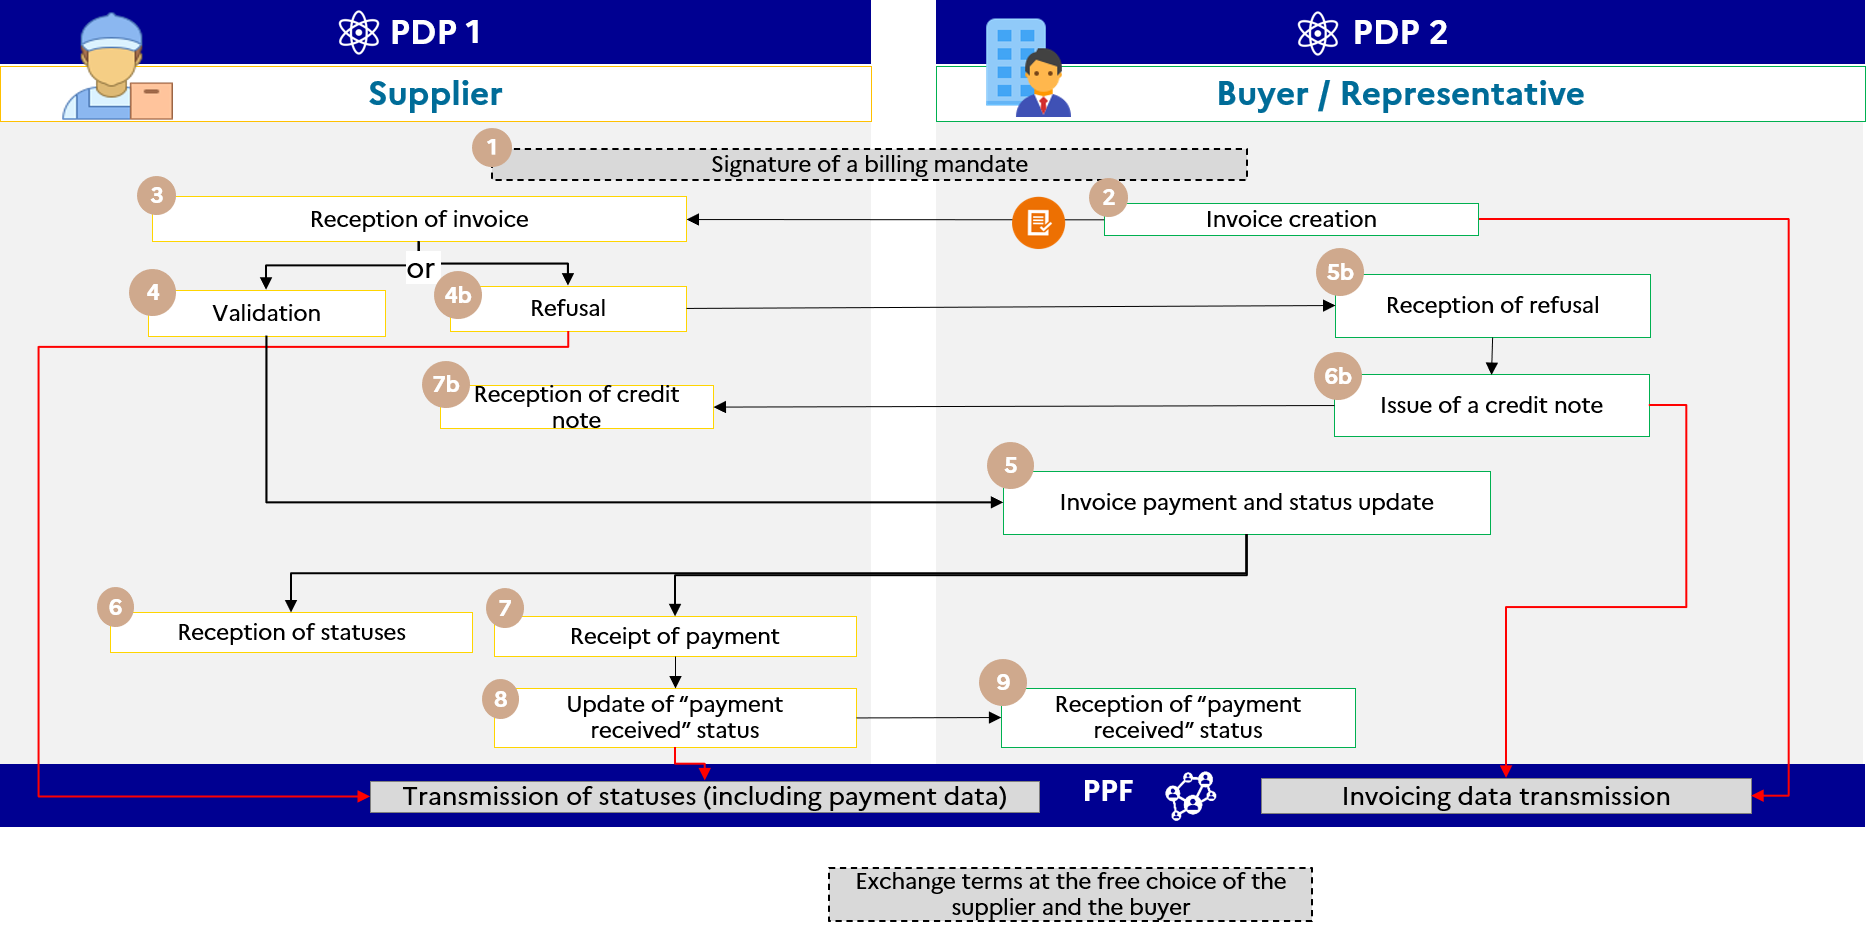 PDP 1
PDP 2
Supplier
Buyer / Representative
1
Signature of a billing mandate
3
Reception of invoice
2
Invoice creation
or
4
Validation
4b
Refusal
5b
Reception of refusal
7b
Reception of credit
note
6b
Issue of a credit note
5
Invoice payment and status update
6
Reception of statuses
7
Receipt of payment
8
Update of “payment
received” status
9
Reception of “payment
received” status
Transmission of statuses (including payment data)
PPF
Invoicing data transmission
Exchange terms at the free choice of the
supplier and the buyer